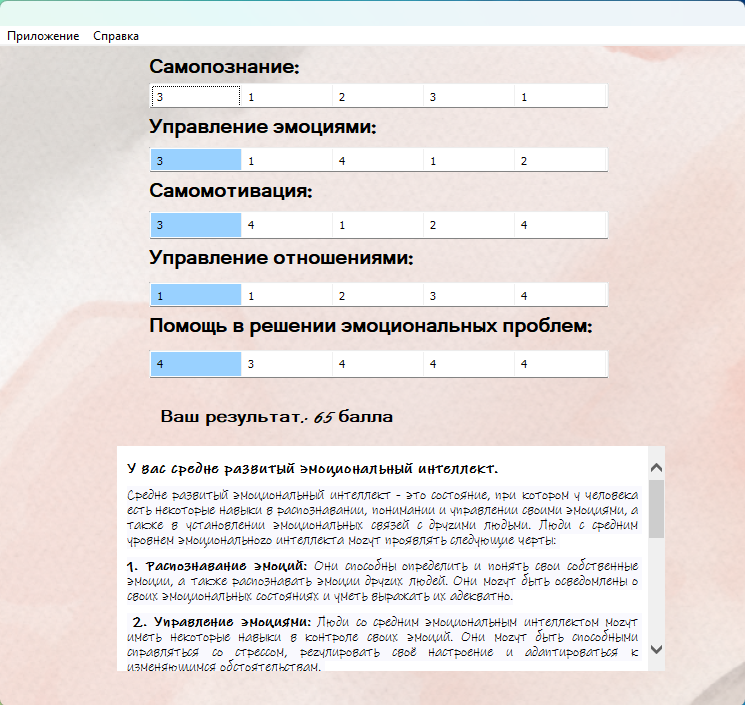 Приложение Справка
Самопознание:
3 1 2 3 1
Управление эмоциями:
3 1 4 1 2
Самомотивация:
3 4 1 2 4
Управление отношениями:
1 1 2 3 4
Помощь в решении эмоциональных проблем:
4 3 4 4 4
Ваш результат: 65 балла
У вас средне развитый эмоциональный интеллект.
Средне развитый эмоциональный интеллект - это состояние, при котором у человека
есть некоторые навыки в распознавании, понимании и управлении своими эмоциями, а
также в установлении эмоциональных связей с другими людьми. Люди с средним
уровнем эмоционального интеллекта могут проявлять следующие черты:
1. Распознавание эмоций: Они способны определить и понять свои собственные
эмоции, а также распознавать эмоции других людей. Они могут быть осведомлены о
своих эмоциональных состояниях и уметь выражать их адекватно.
2. Управление эмоциями: Люди со средним эмоциональным интеллектом могут
иметь некоторые навыки в контроле своих эмоций. Они могут быть способными
справляться со стрессом, регулировать своё настроение и адаптироваться к
изменяющимся обстоятельствам.